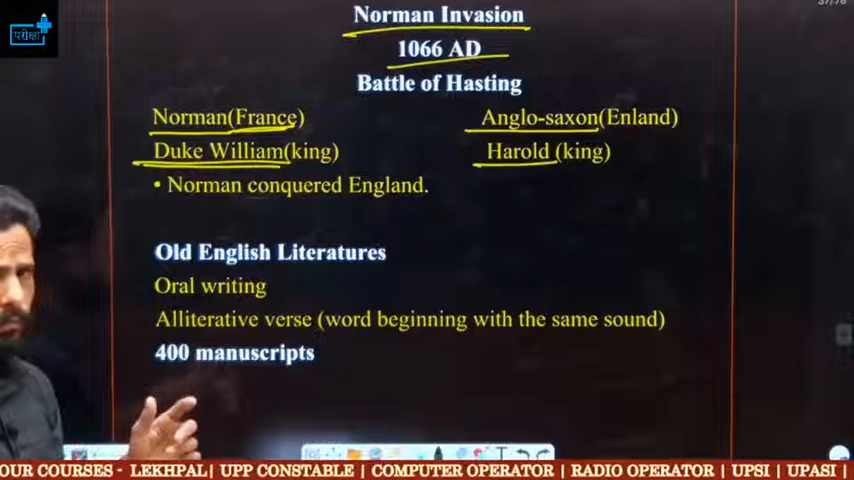 37/78
परीक्षा
Norman Invasion
1066 AD
Battle of Hasting
Norman(France)
Anglo-saxon(Enland)
Duke William(king)
Harold (king)
• Norman conquered England.
Old English Literatures
Oral writing
Alliterative verse (word beginning with the same sound)
400 manuscripts
OUR COURSES - LEKHPAL| UPP CONSTABLE | COMPUTER OPERATOR | RADIO OPERATOR | UPSI | UPASI |